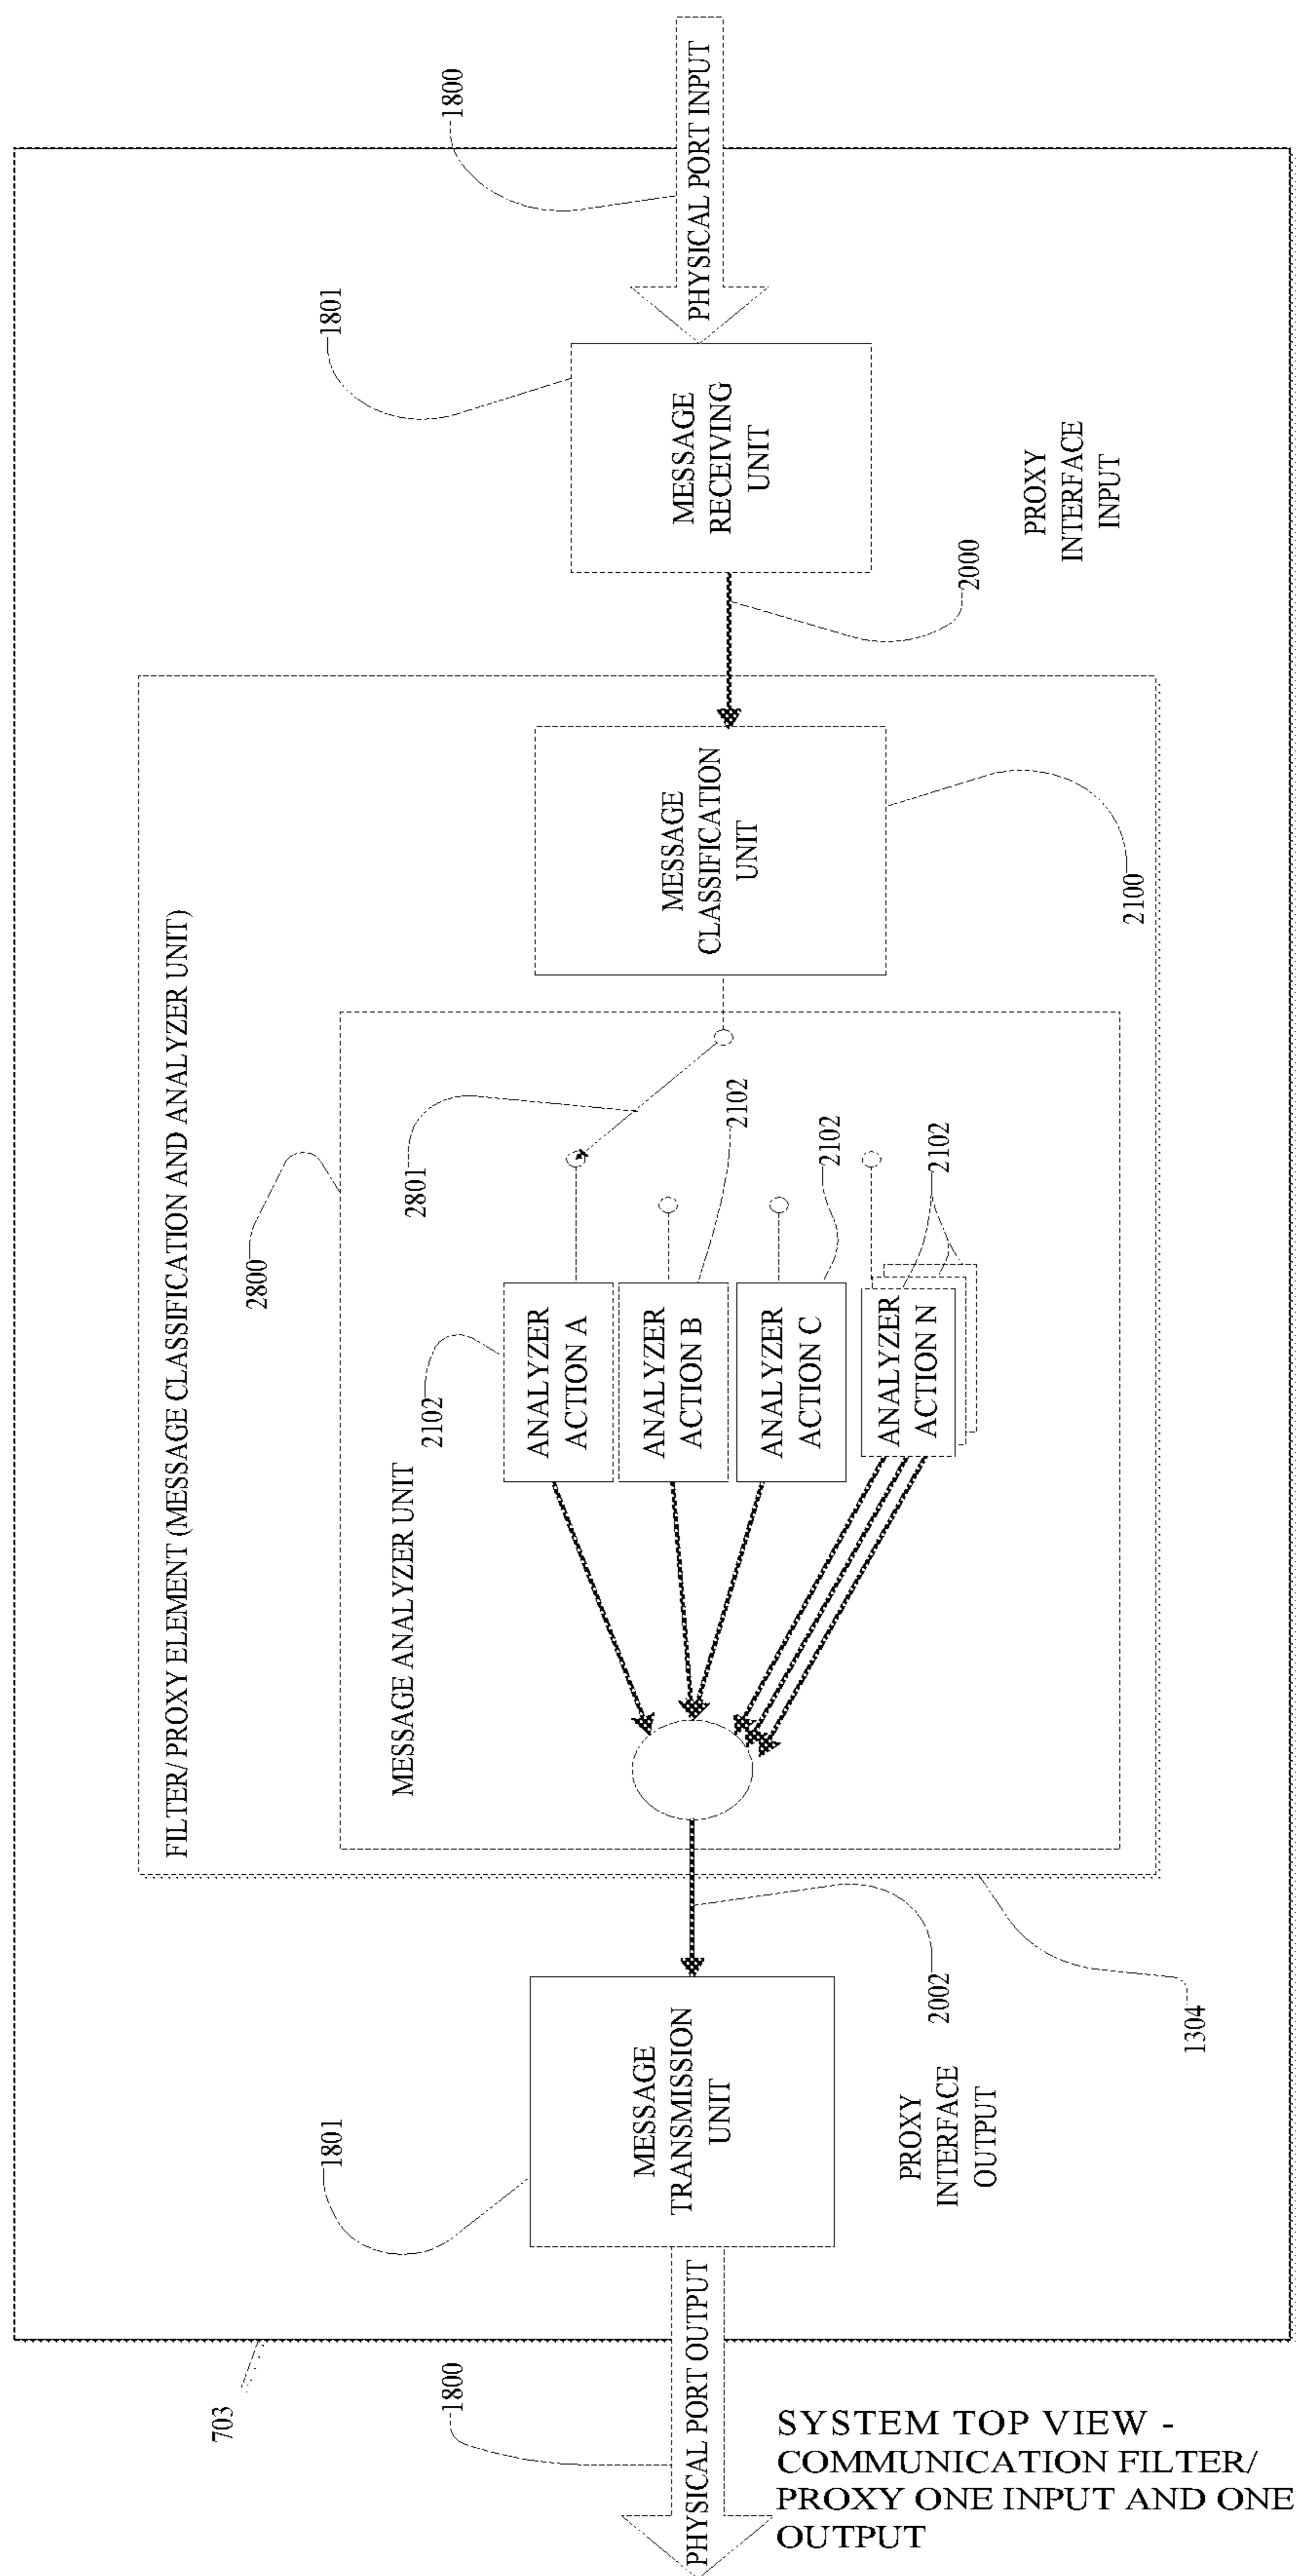 1800
PHYSICAL PORT INPUT
1801
MESSAGE
RECEIVING
UNIT
PROXY
INTERFACE
INPUT
2000
FILTER/PROXY ELEMENT (MESSAGE CLASSIFICATION AND ANALYZER UNIT)
MESSAGE
CLASSIFICATION
UNIT
2100
2800
2801
2102
2102
2102
2102
ANALYZER
ACTION A
ANALYZER
ACTION B
ANALYZER
ACTION C
ANALYZER
ACTION N
MESSAGE ANALYZER UNIT
2002
1304
MESSAGE
TRANSMISSION
UNIT
1801
PROXY
INTERFACE
OUTPUT
703
1800
PHYSICAL PORT OUTPUT
SYSTEM TOP VIEW -
COMMUNICATION FILTER/
PROXY ONE INPUT AND ONE
OUTPUT